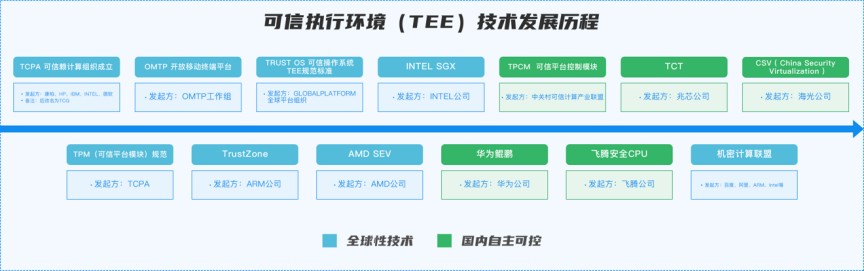 可信执行环境（TEE）技术发展历程
TCPA 可信赖计算组织成立
OMTP 开放移动终端平台
TRUST OS 可信操作系统
TEE规范标准
INTEL SGX
TPCM 可信平台控制模块
TCT
CSV ( China Security
Virtualization )
• 发起方：康柏、HP、IBM、INTEL、微软
• 备注：后改名为TCG
• 发起方：OMTP工作组
• 发起方：GLOBALPLATFORM
全球平台组织
• 发起方：INTEL公司
• 发起方：中关村可信计算产业联盟
• 发起方：兆芯公司
• 发起方：海光公司
TPM（可信平台模块）规范
TrustZone
AMD SEV
华为鲲鹏
飞腾安全CPU
机密计算联盟
• 发起方：TCPA
• 发起方：ARM公司
• 发起方：AMD公司
• 发起方：华为公司
• 发起方：飞腾公司
• 发起方：百度、阿里、ARM、intel等
全球性技术
国内自主可控